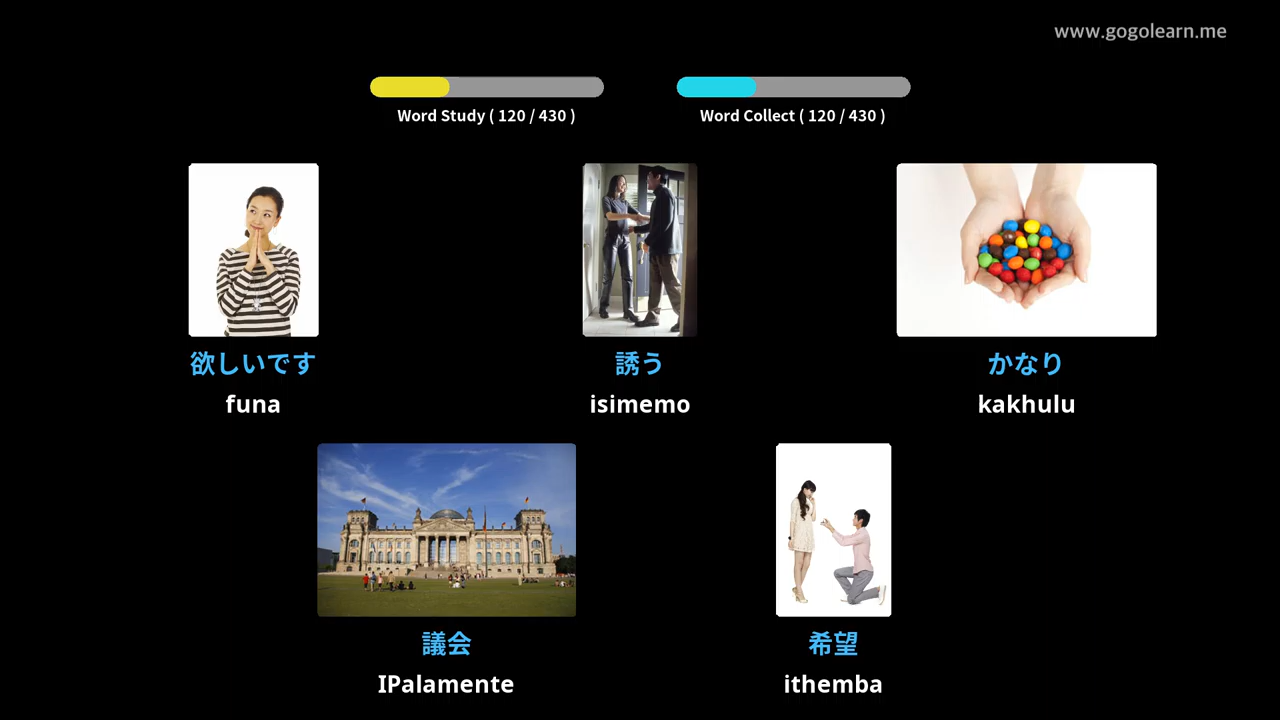 www.gogolearn.me
Word Study ( 120 / 430 )
Word Collect ( 120 / 430 )
欲しいです
funa
誘う
isimemo
かなり
kakhulu
議会
IPalamente
希望
ithemba